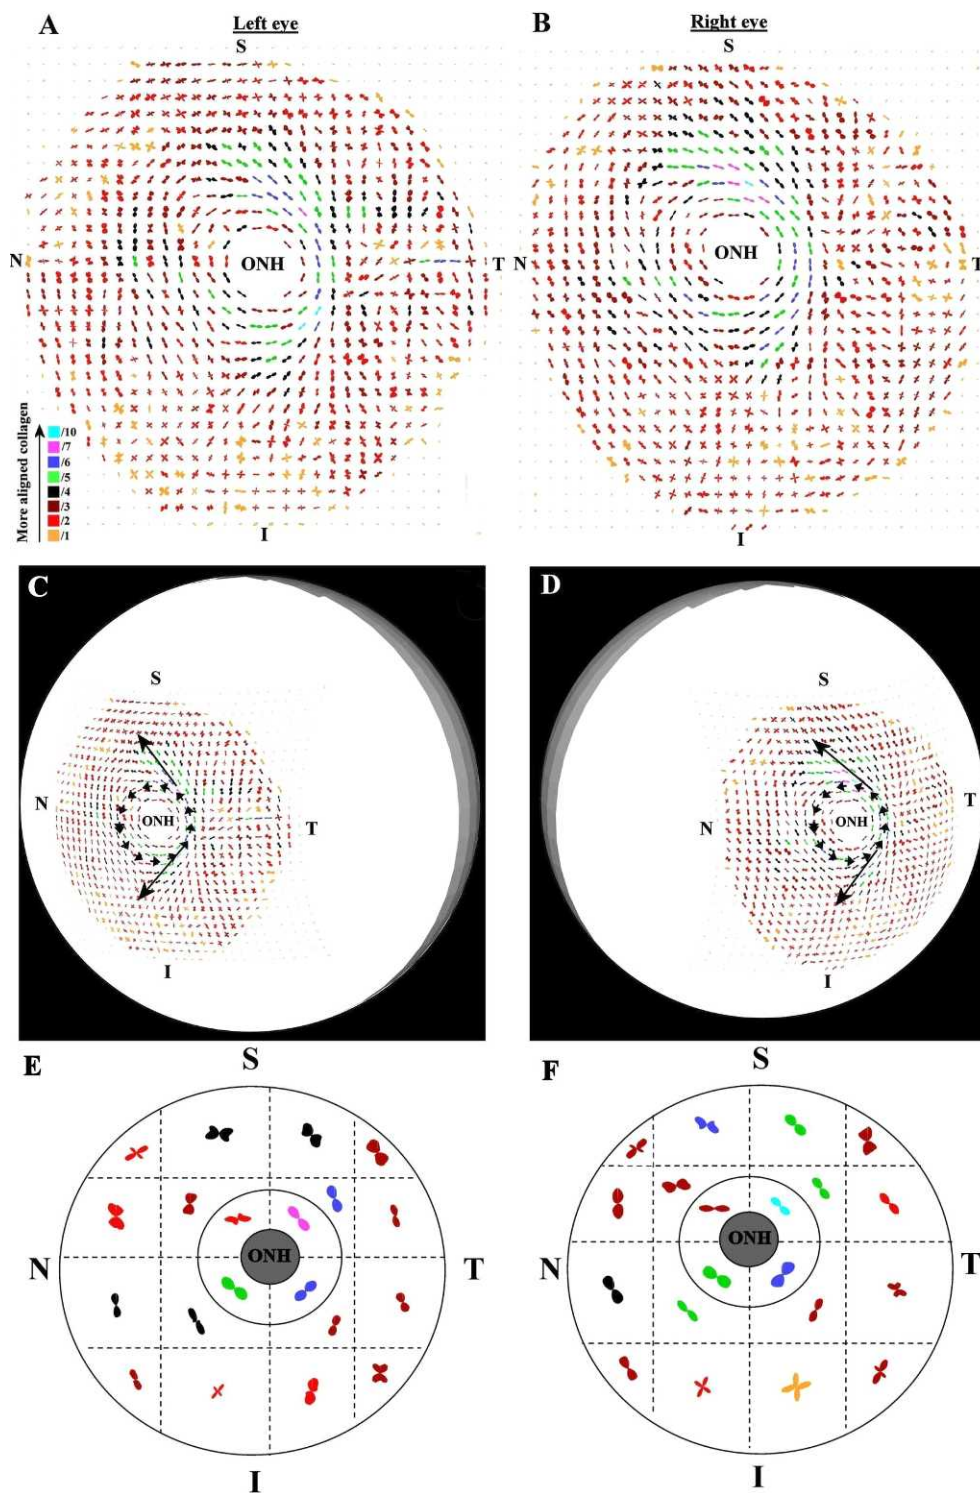 A
Left eye
S
B
Right eye
S
N
ONH
T
N
ONH
T
More aligned collagen
/10
/7
/6
/5
/4
/3
/2
/1
I
I
C
S
N
ONH
T
I
D
S
N
ONH
T
I
E
S
N
ONH
T
I
F
S
N
ONH
T
I